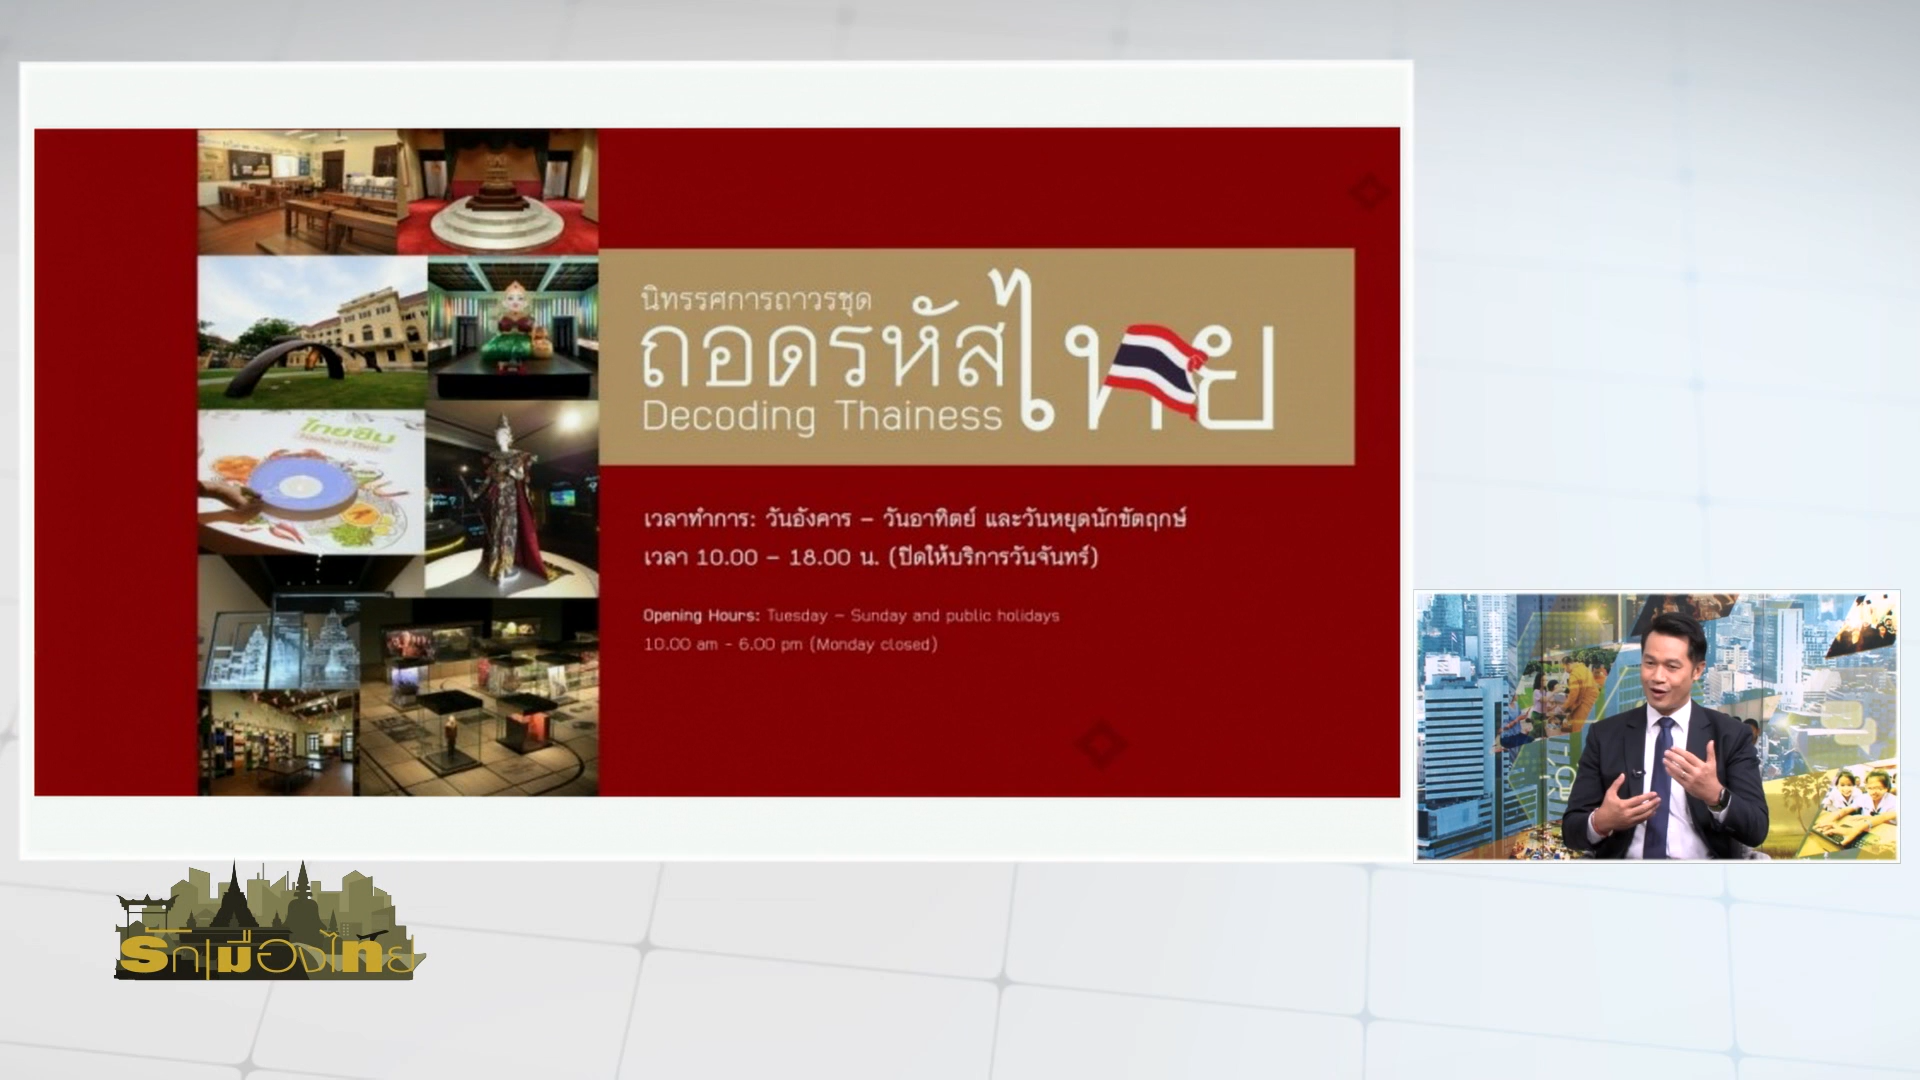 นิทรรศการถาวรชุด
ถอดรหัสไทย
Decoding Thainess
เวลาทำการ: วันอังคาร – วันอาทิตย์ และวันหยุดนักขัตฤกษ์
เวลา 10.00 – 18.00 น. (ปิดให้บริการวันจันทร์)
Opening Hours: Tuesday – Sunday and public holidays
10.00 am - 6.00 pm (Monday closed)
ไทยชิม
Taste of Thai
รักเมืองไทย